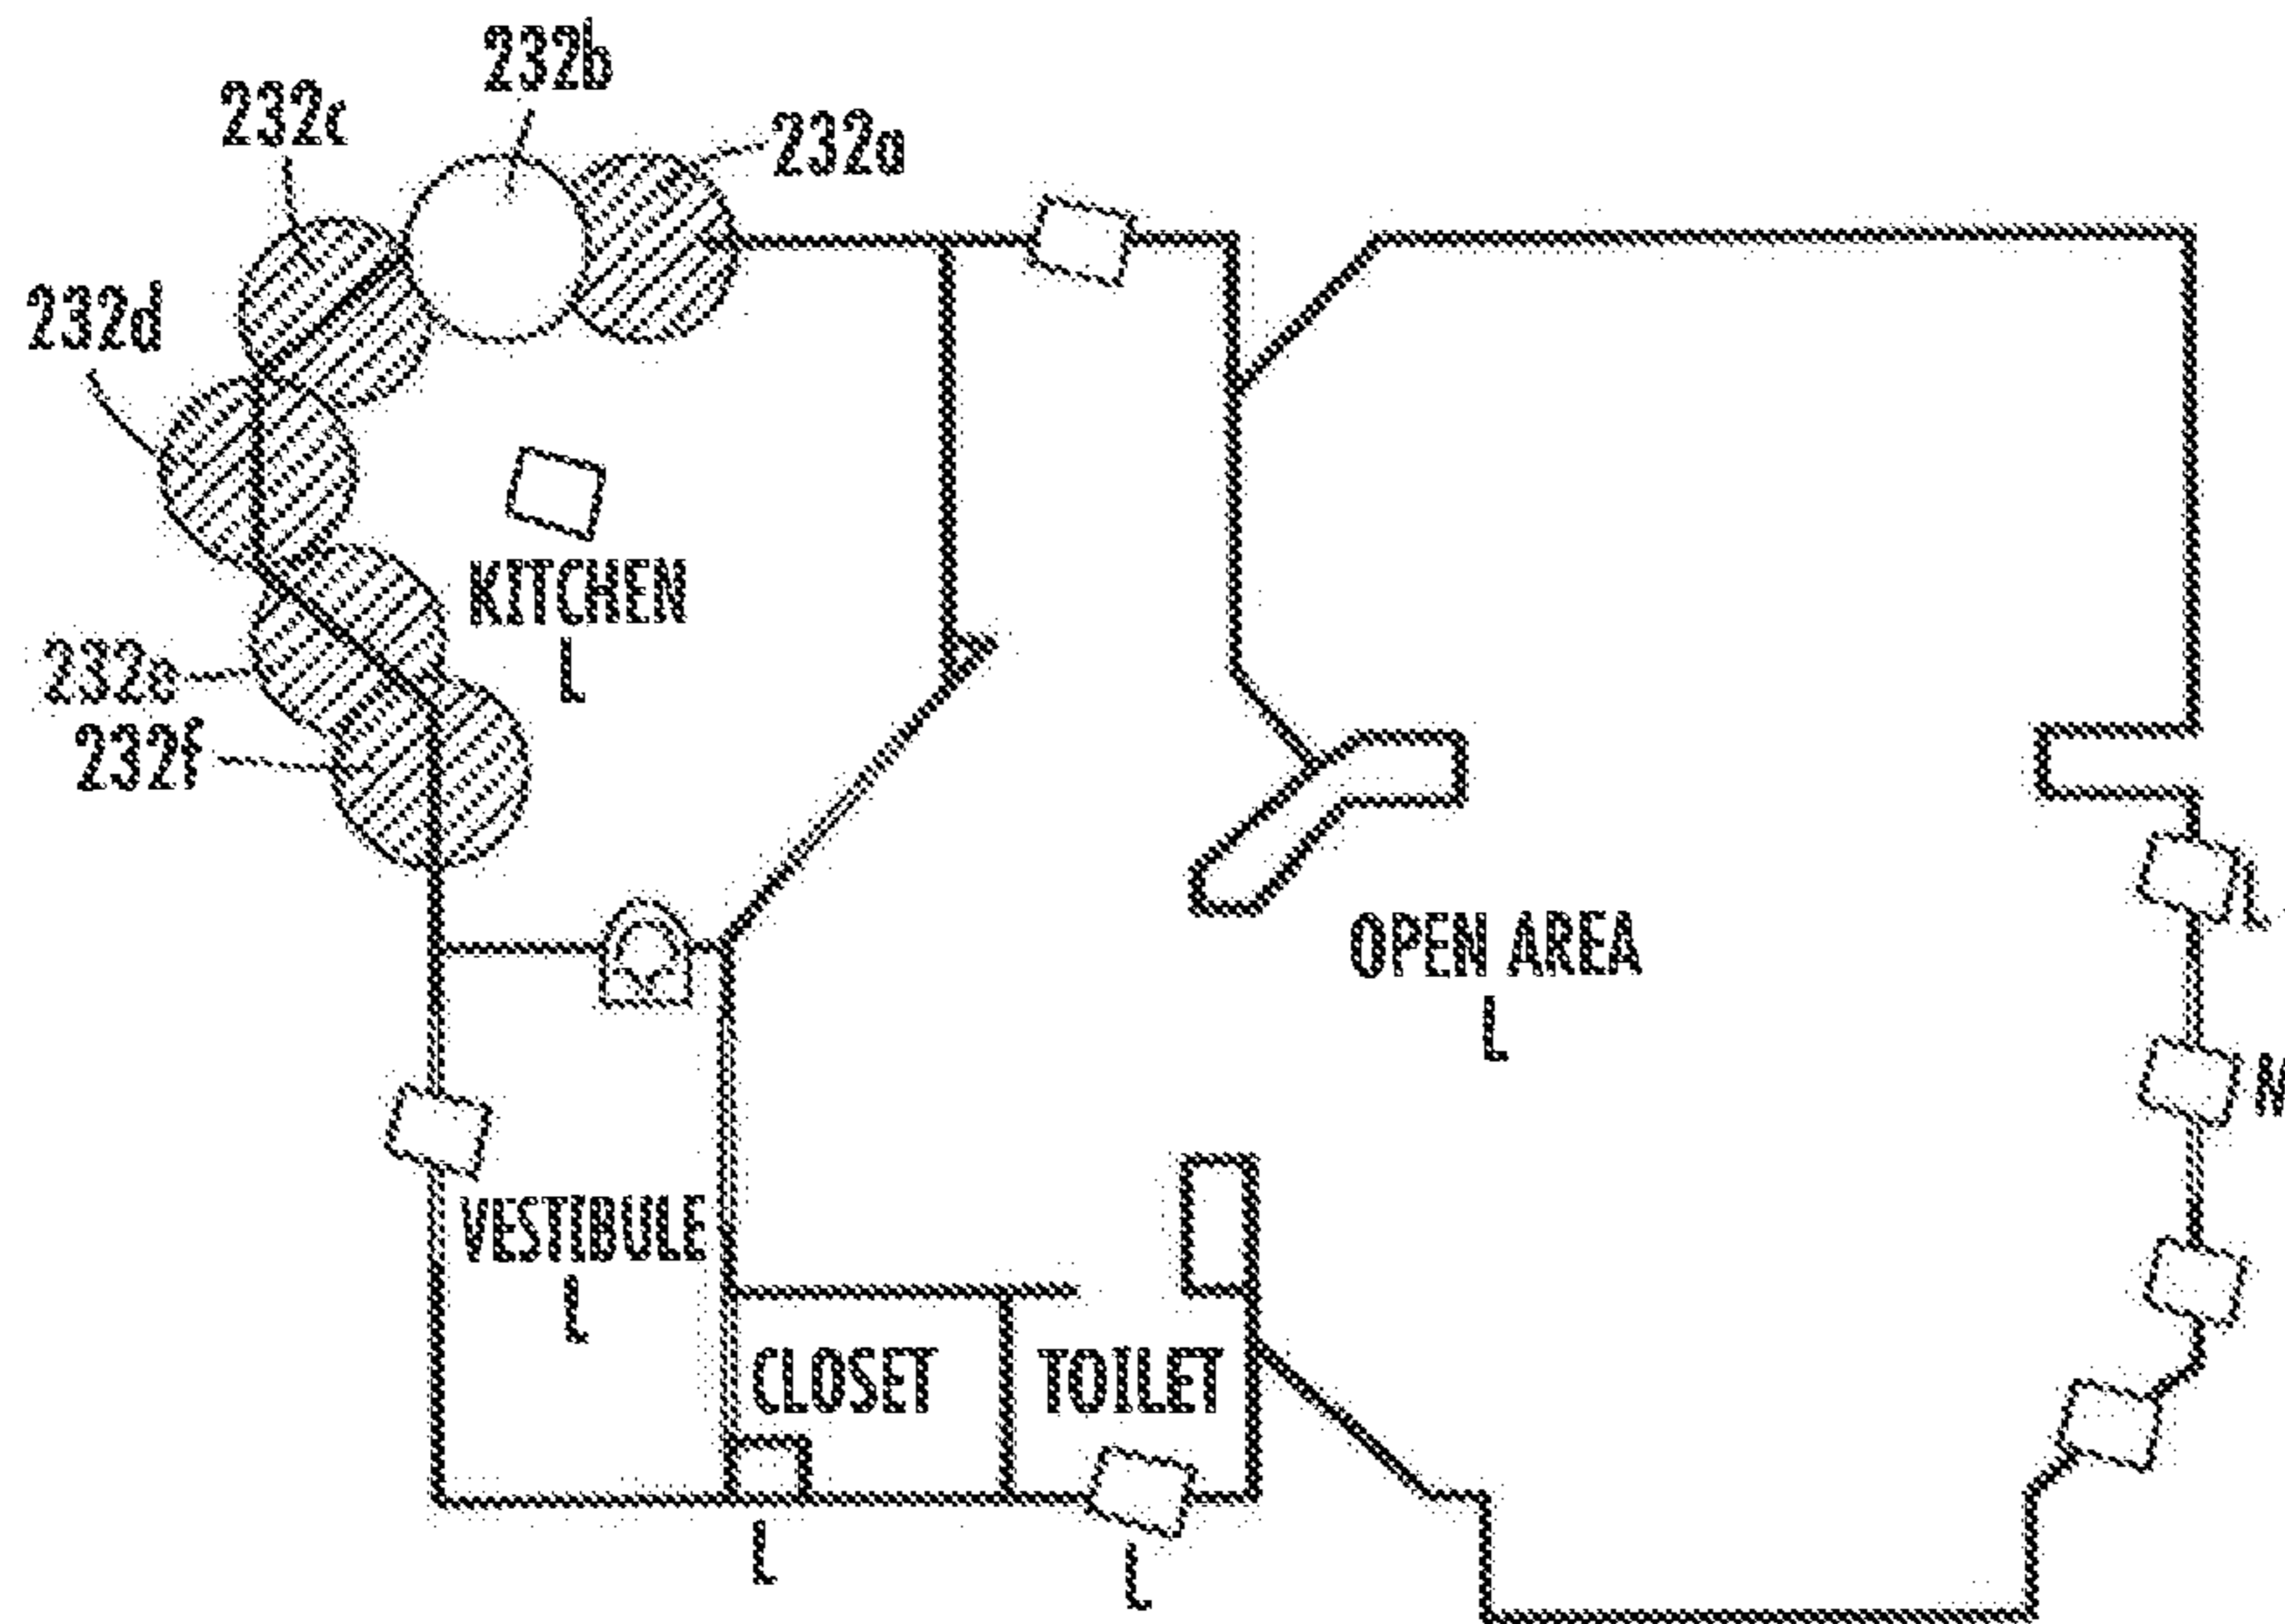 232b
232c
232a
232d
KITCHEN
L
232e
232f
OPEN AREA
L
M
VESTIBULE
L
CLOSET
TOILET
L
L